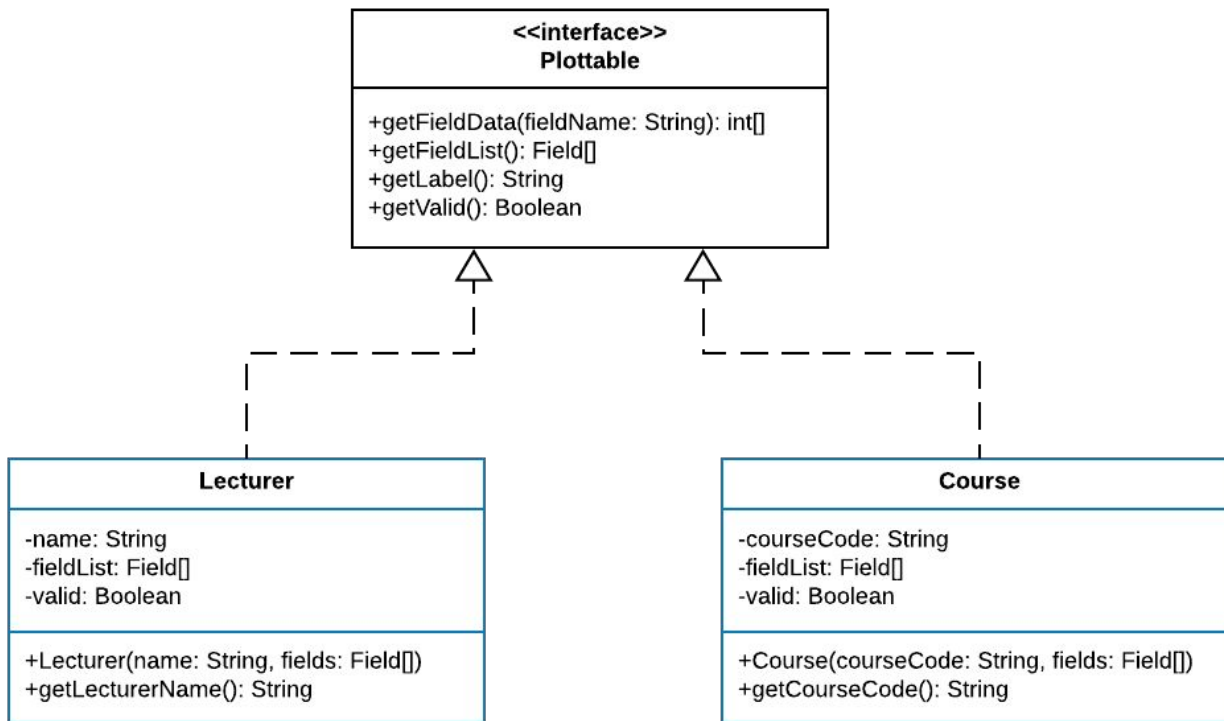 <<interface>>
Plottable
+getFieldData(fieldName: String): int[]
+getFieldList(): Field[]
+getLabel(): String
+getValid(): Boolean
Lecturer
-name: String
-fieldList: Field[]
-valid: Boolean
+Lecturer(name: String, fields: Field[])
+getLecturerName(): String
Course
-courseCode: String
-fieldList: Field[]
-valid: Boolean
+Course(courseCode: String, fields: Field[])
+getCourseCode(): String